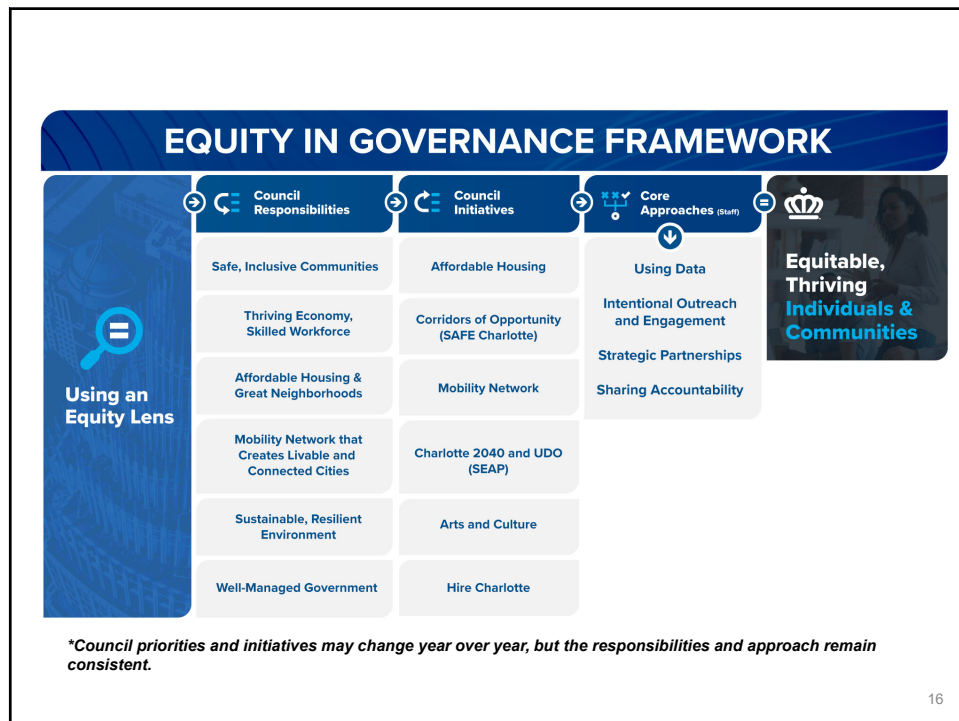 EQUITY IN GOVERNANCE FRAMEWORK
Using an
Equity Lens
Council
Responsibilities
Safe, Inclusive Communities
Thriving Economy,
Skilled Workforce
Affordable Housing &
Great Neighborhoods
Mobility Network that
Creates Livable and
Connected Cities
Sustainable, Resilient
Environment
Well-Managed Government
Council
Initiatives
Affordable Housing
Corridors of Opportunity
(SAFE Charlotte)
Mobility Network
Charlotte 2040 and UDO
(SEAP)
Arts and Culture
Hire Charlotte
Core
Approaches (Staff)
Using Data
Intentional Outreach
and Engagement
Strategic Partnerships
Sharing Accountability
Equitable,
Thriving
Individuals &
Communities
*Council priorities and initiatives may change year over year, but the responsibilities and approach remain
consistent.
16